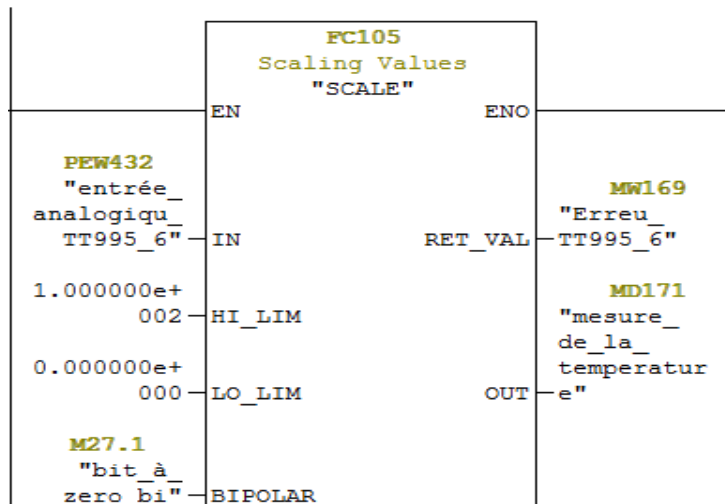 FC105
Scaling Values
"SCALE"
EN ENO
PEW432
"entrée_
analogiqu_
TT995_6" IN
MW169
"Erreu_
RET_VAL TT995_6"
1.000000e+
002 HI_LIM
MD171
"mesure_
de_la_
temperatur
OUT e"
0.000000e+
000 LO_LIM
M27.1
"bit_à_
zero_bi" BIPOLAR